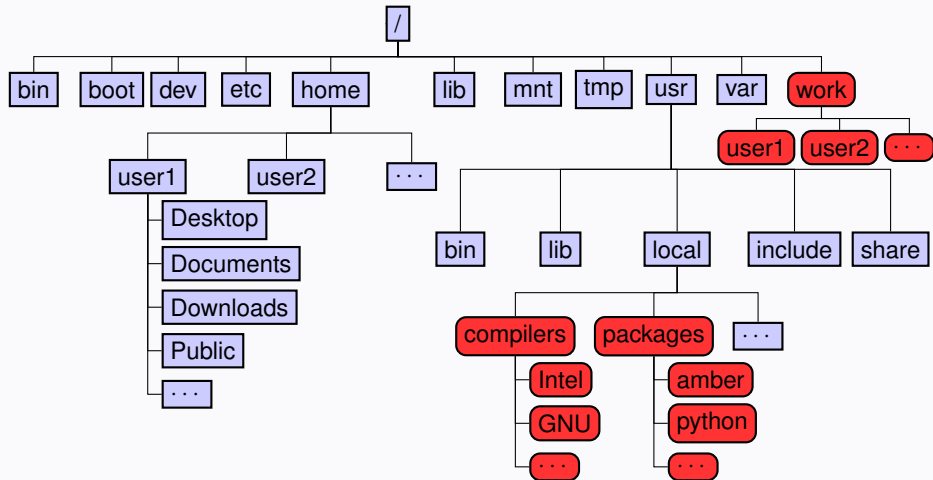 /
bin boot dev etc home lib mnt tmp usr var work
user1 user2 ···
user1 user2 ···
Desktop
Documents
Downloads
Public
···
bin lib local include share
compilers packages ···
Intel amber
GNU python
··· ···